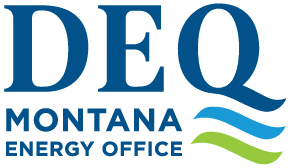 DEQ
MONTANA
ENERGY OFFICE